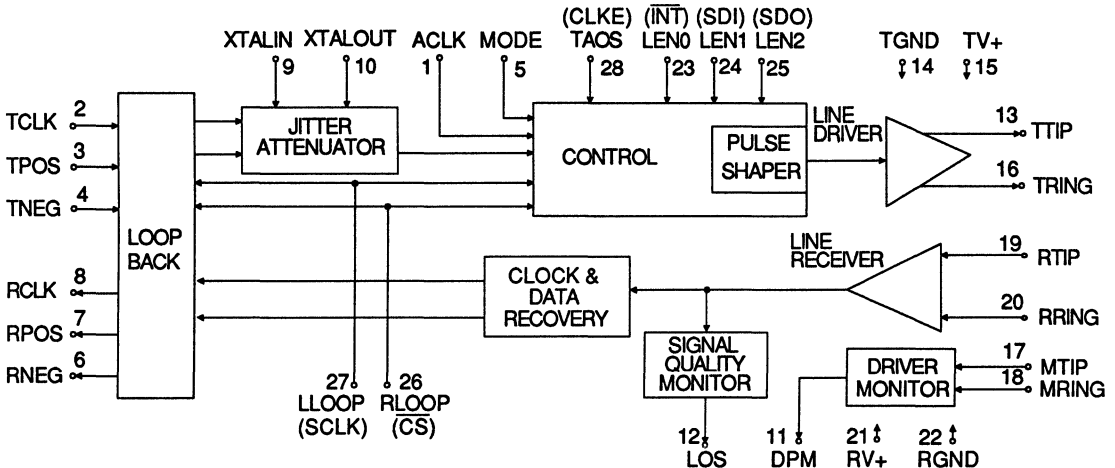 (CLKE) (INT) (SDI) (SDO)
XTALIN XTALOUT ACLK MODE TAOS LEN0 LEN1 LEN2 TGND TV+
9 10 1 5 28 23 24 25 14 15
TCLK 2
TPOS 3
TNEG 4
RCLK 8
RPOS 7
RNEG 6
LOOP
BACK
JITTER
ATTENUATOR
CONTROL
PULSE
SHAPER
LINE
DRIVER
13 TTIP
16 TRING
LINE
RECEIVER
19 RTIP
20 RRING
CLOCK &
DATA
RECOVERY
SIGNAL
QUALITY
MONITOR
DRIVER
MONITOR
17 MTIP
18 MRING
27 26
LLOOP RLOOP
(SCLK) (CS)
12 11 21 22
LOS DPM RV+ RGND